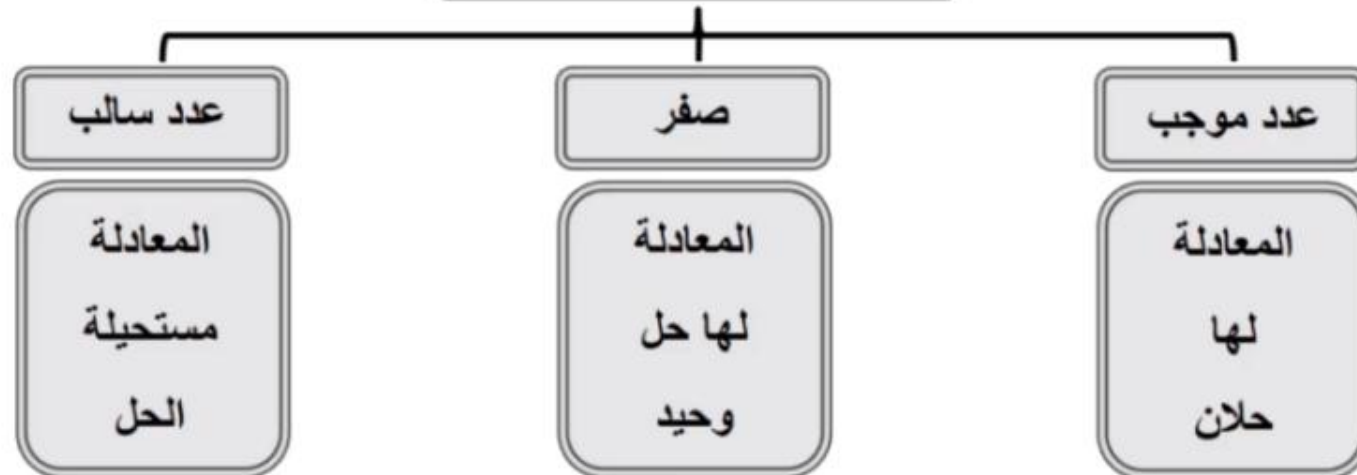 عدد موجب
صفر
عدد سالب
المعادلة
لها
حلان
المعادلة
لها حل
وحيد
المعادلة
مستحيلة
الحل